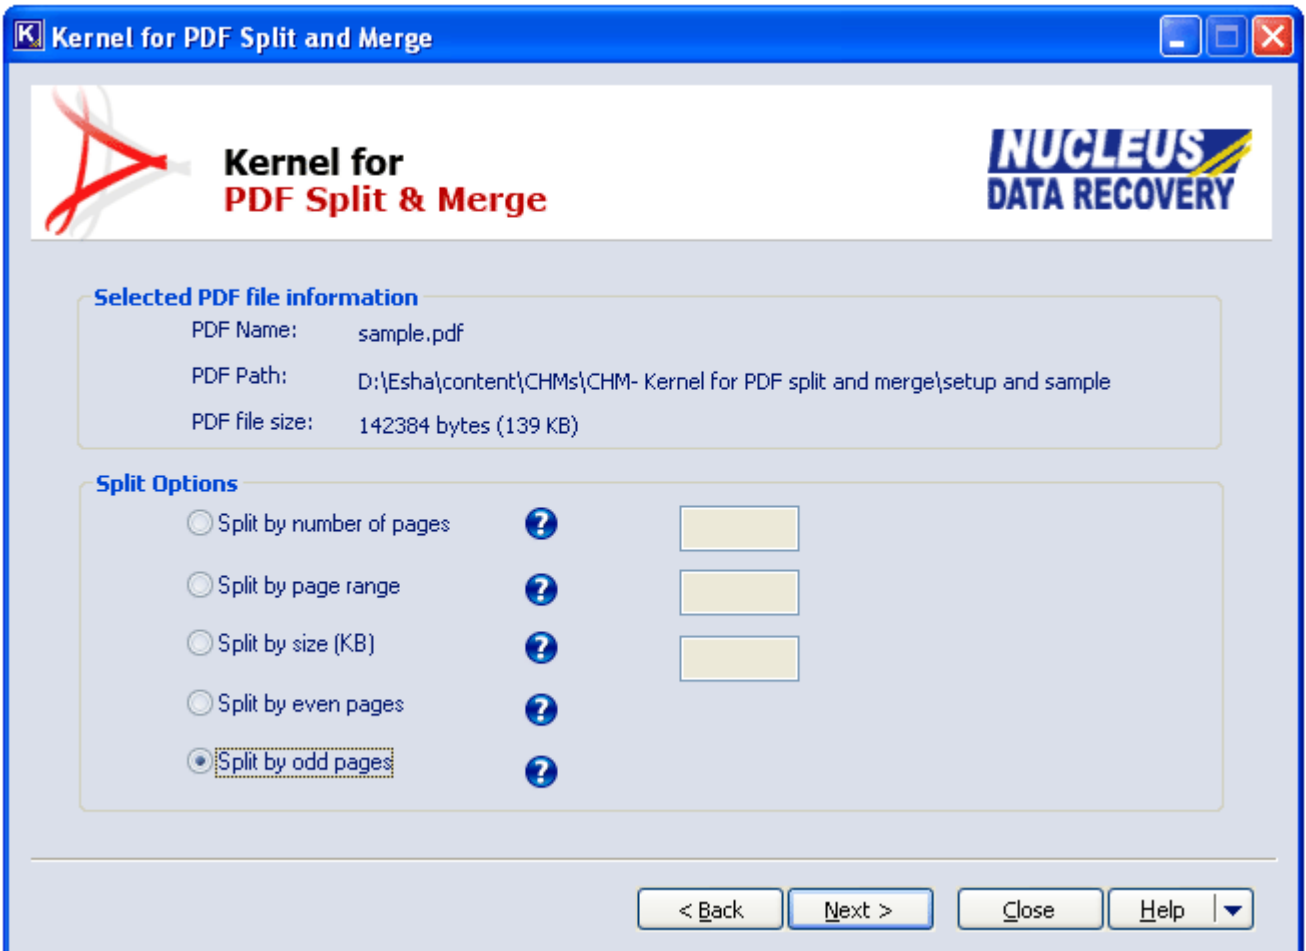 Kernel for PDF Split and Merge
Kernel for
PDF Split & Merge
NUCLEUS
DATA RECOVERY
Selected PDF file information
PDF Name: sample.pdf
PDF Path: D:\Esha\content\CHMs\CHM- Kernel for PDF split and merge\setup and sample
PDF file size: 142384 bytes (139 KB)
Split Options
Split by number of pages ?
Split by page range ?
Split by size (KB) ?
Split by even pages ?
Split by odd pages ?
< Back Next > Close Help